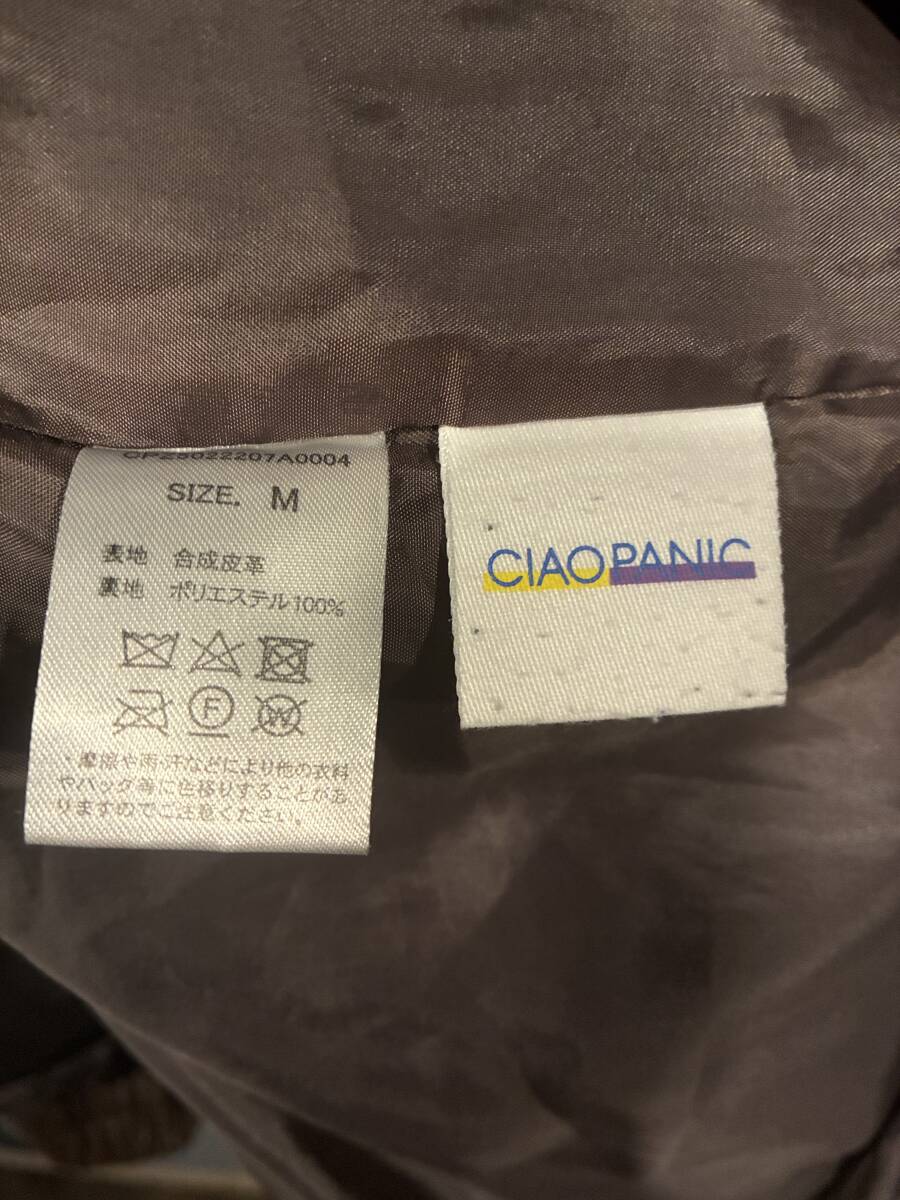 CP25022207A0004
SIZE. M
表地 合成皮革
裏地 ポリエステル100%
F
W
・摩擦や雨・汗などにより他の衣料
やバック等に色移りすることがあ
りますのでご注意ください。
CIAOPANIC